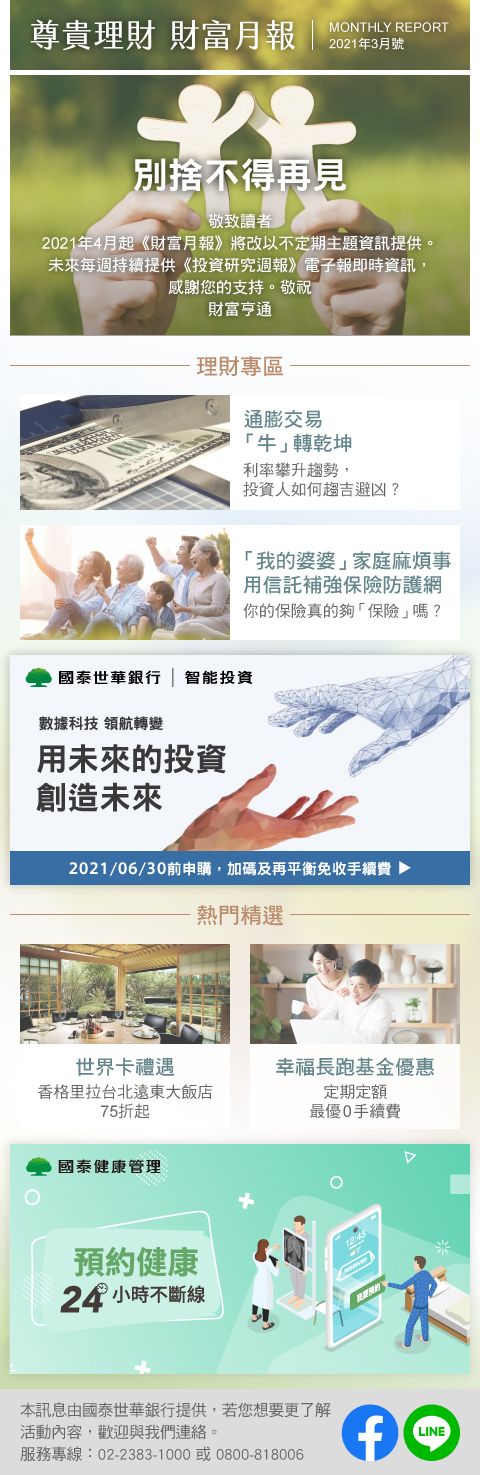 尊貴理財 財富月報
MONTHLY REPORT
2021年3月號
別捨不得再見
敬致讀者
2021年4月起《財富月報》將改以不定期主題資訊提供。
未來每週持續提供《投資研究週報》電子報即時資訊，
感謝您的支持。敬祝
財富亨通
理財專區
通膨交易
「牛」轉乾坤
利率攀升趨勢，
投資人如何趨吉避凶？
「我的婆婆」家庭麻煩事
用信託補強保險防護網
你的保險真的夠「保險」嗎？
國泰世華銀行｜智能投資
數據科技 領航轉變
用未來的投資
創造未來
2021/06/30前申購，加碼及再平衡免收手續費 ▶
熱門精選
世界卡禮遇
香格里拉台北遠東大飯店
75折起
幸福長跑基金優惠
定期定額
最優0手續費
國泰健康管理
預約健康
24小時不斷線
12:45
RESERVED
我要預約
本訊息由國泰世華銀行提供，若您想要更了解
活動內容，歡迎與我們連絡。
服務專線：02-2383-1000 或 0800-818006
LINE